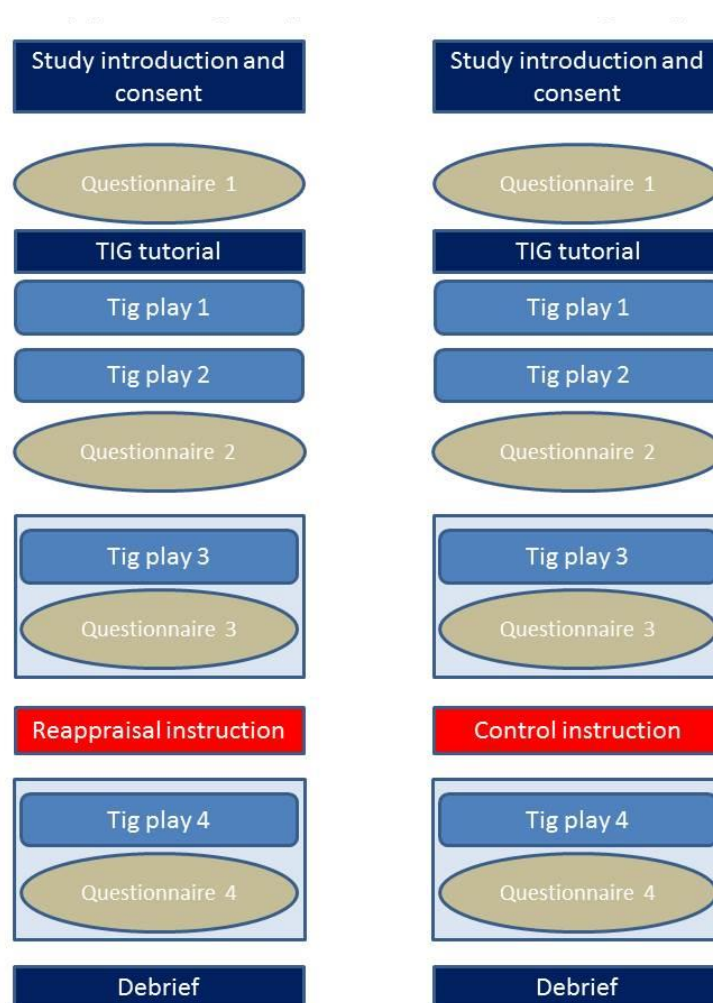 Study introduction and
consent
Questionnaire 1
TIG tutorial
Tig play 1
Tig play 2
Questionnaire 2
Tig play 3
Questionnaire 3
Reappraisal instruction
Tig play 4
Questionnaire 4
Debrief
Study introduction and
consent
Questionnaire 1
TIG tutorial
Tig play 1
Tig play 2
Questionnaire 2
Tig play 3
Questionnaire 3
Control instruction
Tig play 4
Questionnaire 4
Debrief